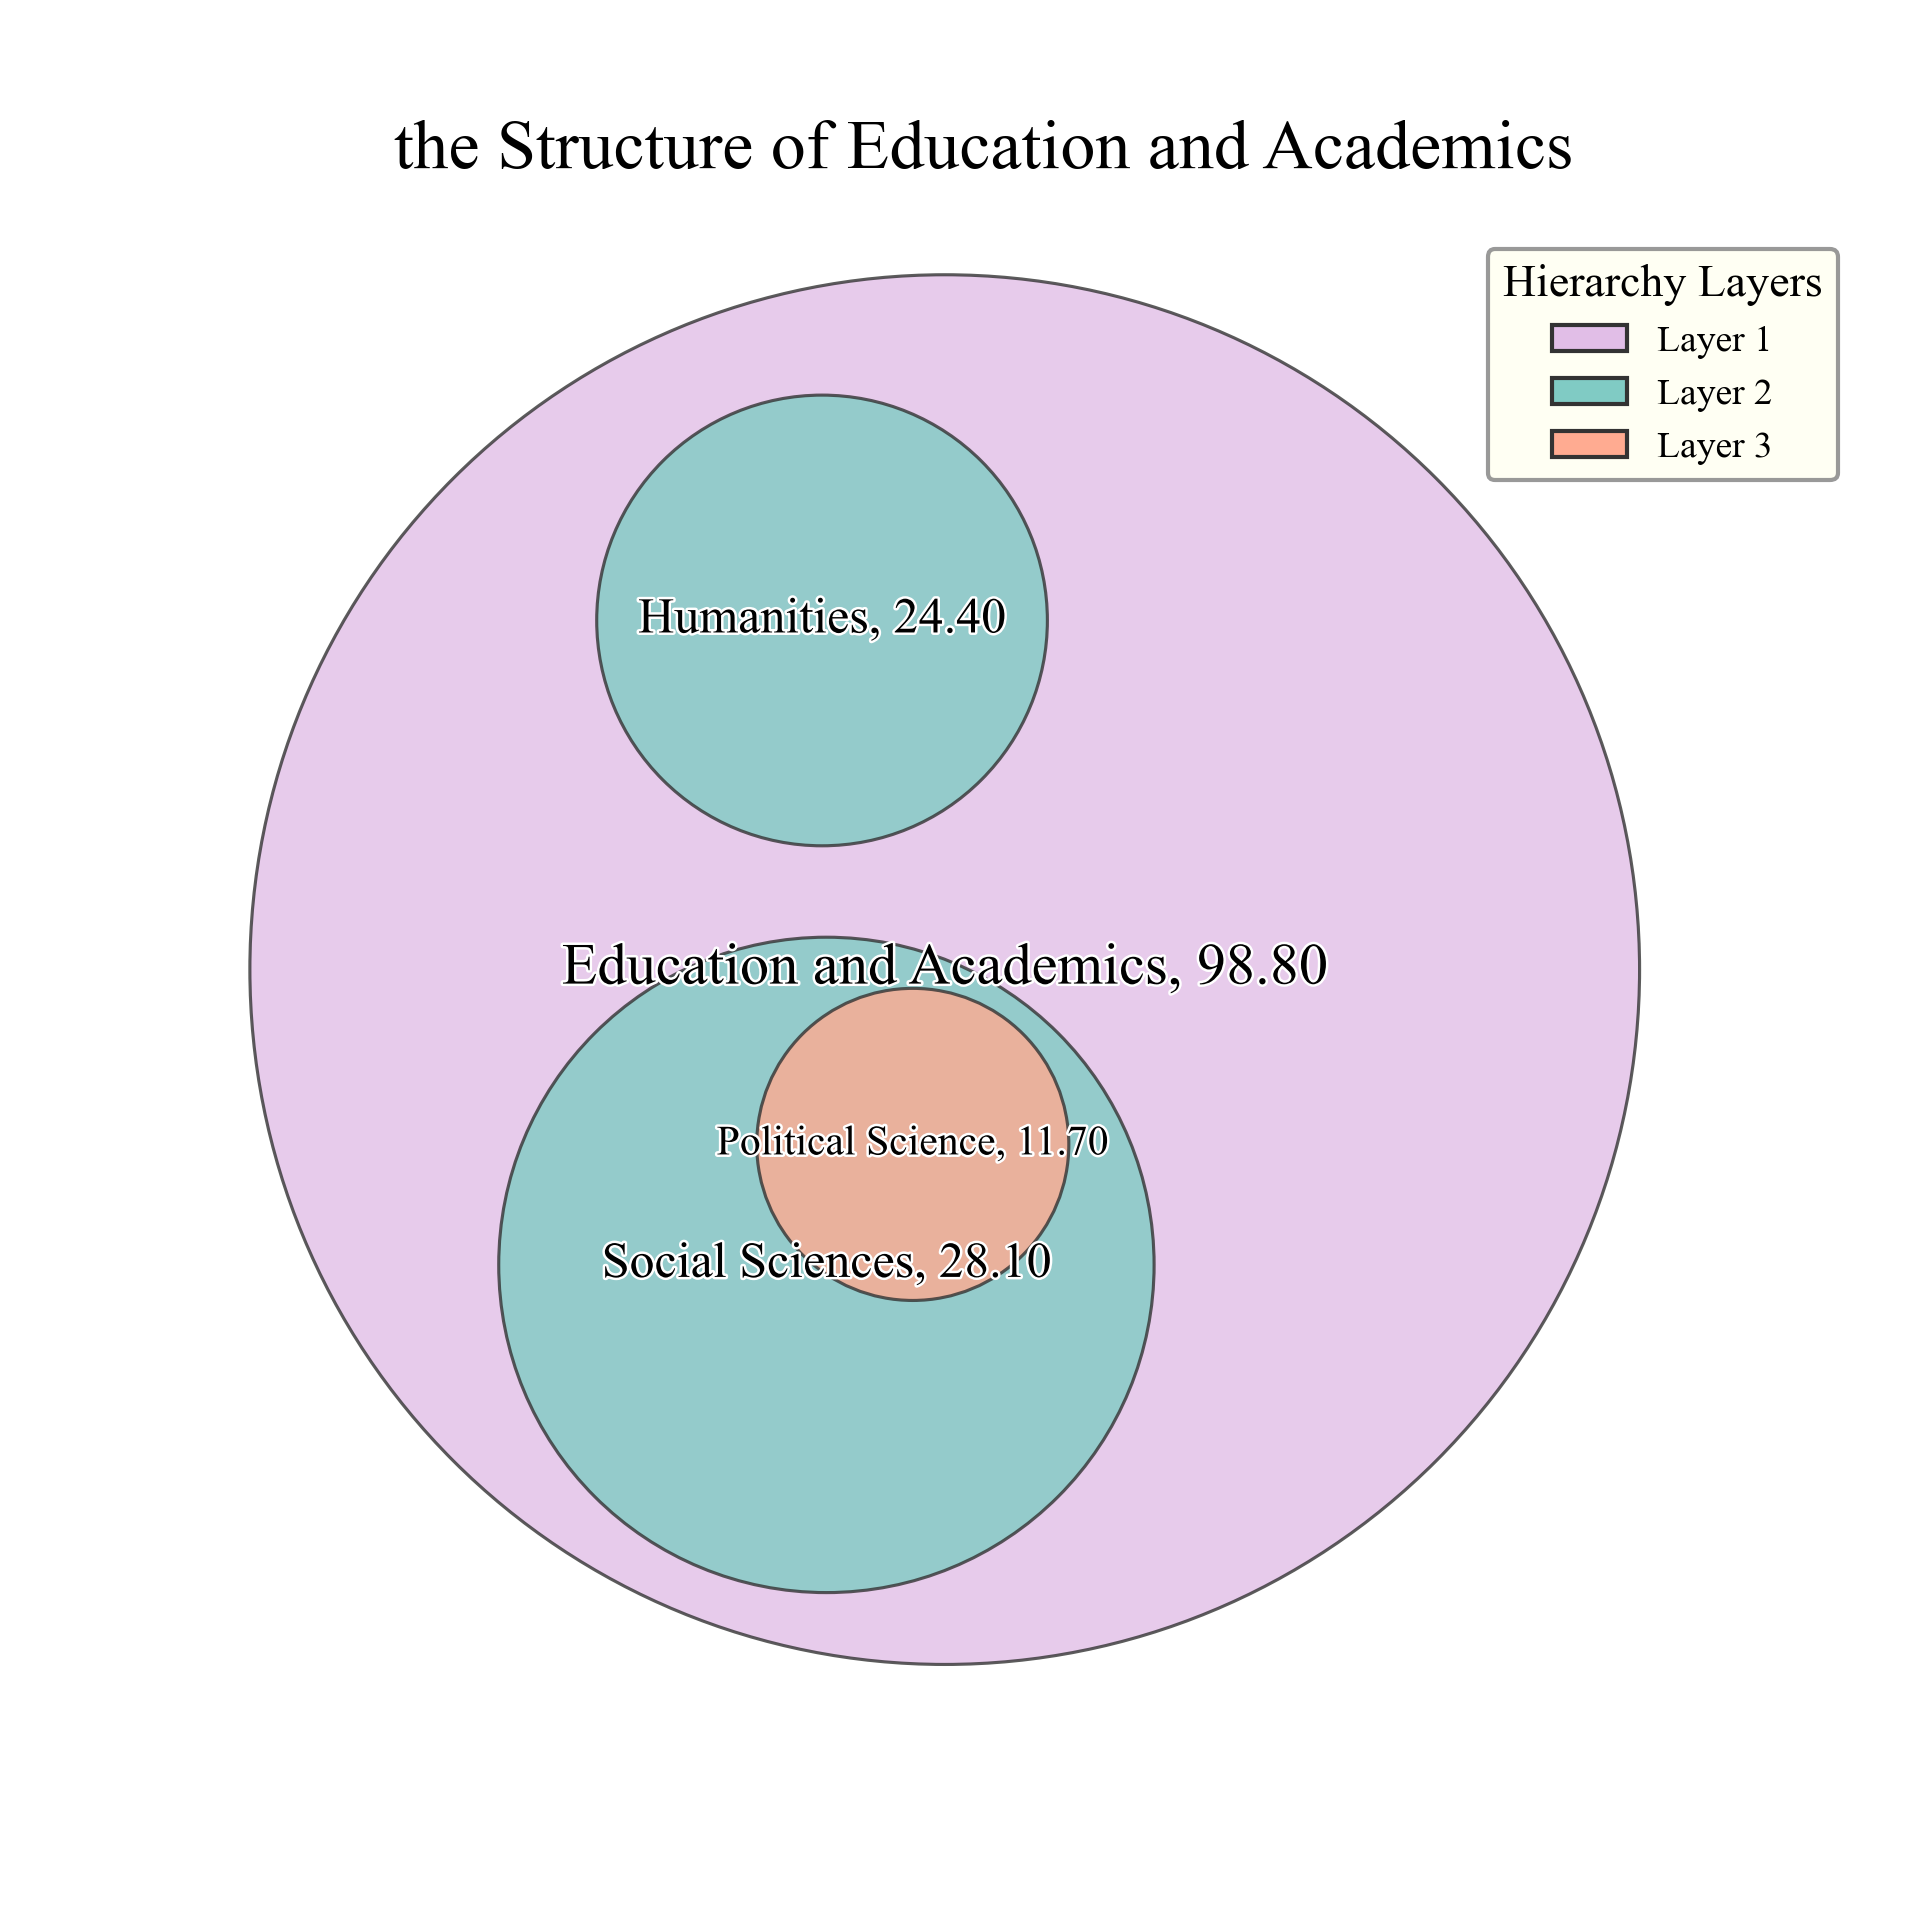 the Structure of Education and Academics
Hierarchy Layers
Layer 1
Layer 2
Layer 3
Humanities, 24.40
Education and Academics, 98.80
Political Science, 11.70
Social Sciences, 28.10